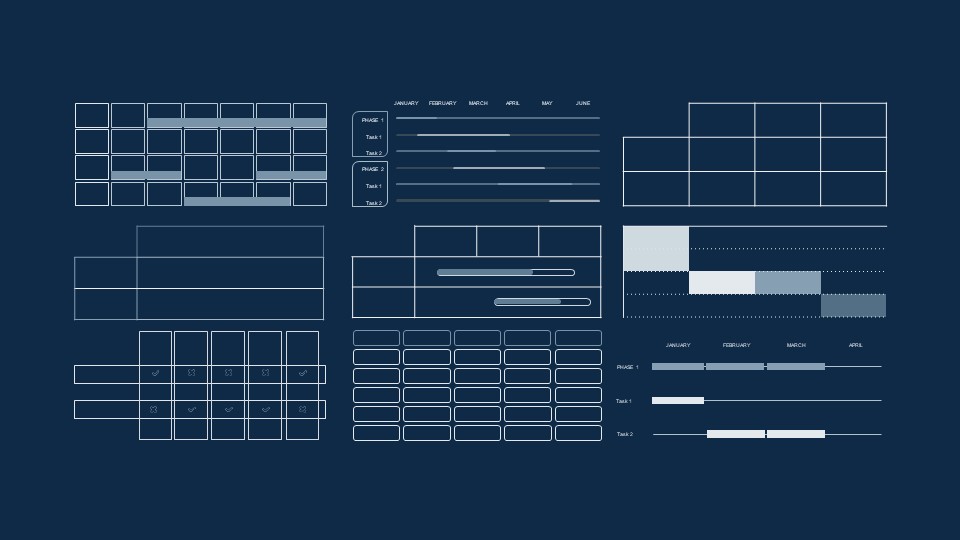 JANUARY FEBRUARY MARCH APRIL MAY JUNE
PHASE 1
Task 1
Task 2
PHASE 2
Task 1
Task 2
JANUARY FEBRUARY MARCH APRIL
PHASE 1
Task 1
Task 2